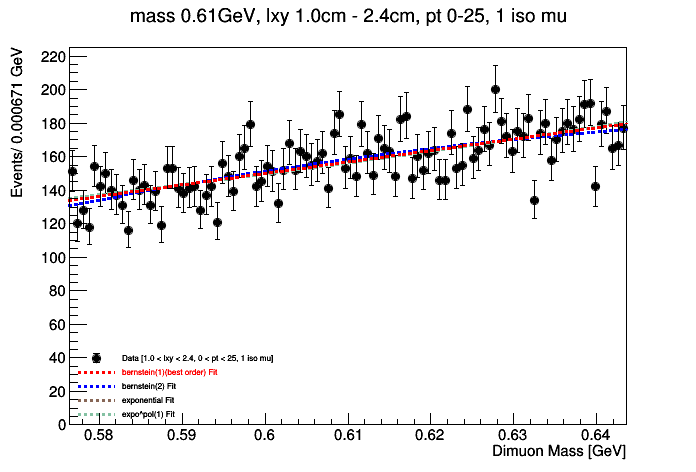 mass 0.61GeV, lxy 1.0cm - 2.4cm, pt 0-25, 1 iso mu
Events/ 0.000671 GeV
220
200
180
160
140
120
100
80
60
40
20
0
Data [1.0 < lxy < 2.4, 0 < pt < 25, 1 iso mu]
bernstein(1)(best order) Fit
bernstein(2) Fit
exponential Fit
expo*pol(1) Fit
0.58 0.59 0.6 0.61 0.62 0.63 0.64
Dimuon Mass [GeV]